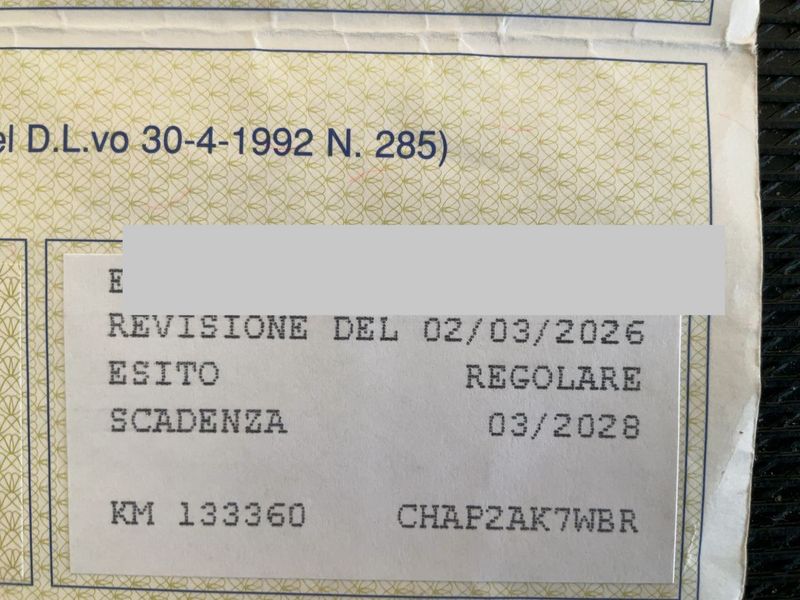 el D.L.vo 30-4-1992 N. 285)
E
REVISIONE DEL 02/03/2026
ESITO REGOLARE
SCADENZA 03/2028
KM 133360 CHAP2AK7WBR